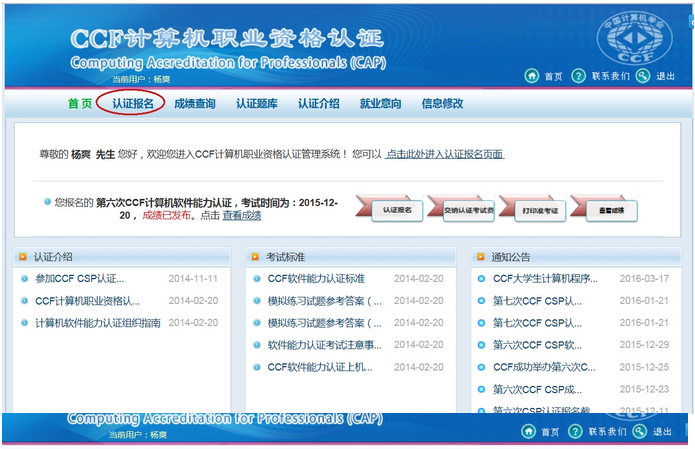 CCF计算机职业资格认证
Computing Accreditation for Professionals (CAP)
中国计算机学会
CCF
当前用户：杨爽
首页 联系我们 退出
首 页 认证报名 成绩查询 认证题库 认证介绍 就业意向 信息修改
尊敬的 杨爽 先生 您好，欢迎您进入CCF计算机职业资格认证管理系统！ 您可以 点击此处进入认证报名页面
您报名的 第六次CCF计算机软件能力认证，考试时间为：2015-12-
20， 成绩已发布。点击 查看成绩
认证报名 交纳认证考试费 打印准考证 查看成绩
认证介绍
参加CCF CSP认证... 2014-11-11
CCF计算机职业资格认... 2014-02-20
计算机软件能力认证组织指南 2014-02-20
考试标准
CCF软件能力认证标准 2014-02-20
模拟练习试题参考答案（... 2014-02-20
模拟练习试题参考答案（... 2014-02-20
软件能力认证考试注意事... 2014-02-20
CCF软件能力认证上机... 2014-02-20
通知公告
CCF大学生计算机程序... 2016-03-17
第七次CCF CSP认... 2016-01-21
第七次CCF CSP认... 2016-01-21
第六次CCF CSP软... 2015-12-29
CCF成功举办第六次C... 2015-12-25
第六次CCF CSP成... 2015-12-23
第六次CSP认证报名截... 2015-12-11
Computing Accreditation for Professionals (CAP)
当前用户：杨爽
首页 联系我们 退出